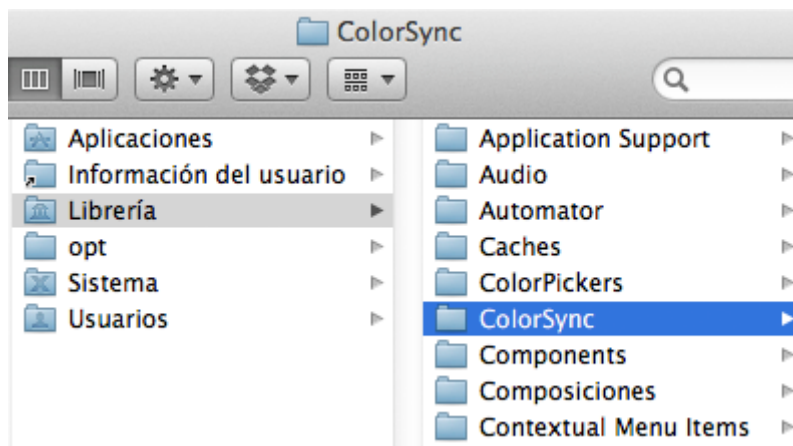 ColorSync
Aplicaciones
Información del usuario
Librería
opt
Sistema
Usuarios
Application Support
Audio
Automator
Caches
ColorPickers
ColorSync
Components
Composiciones
Contextual Menu Items